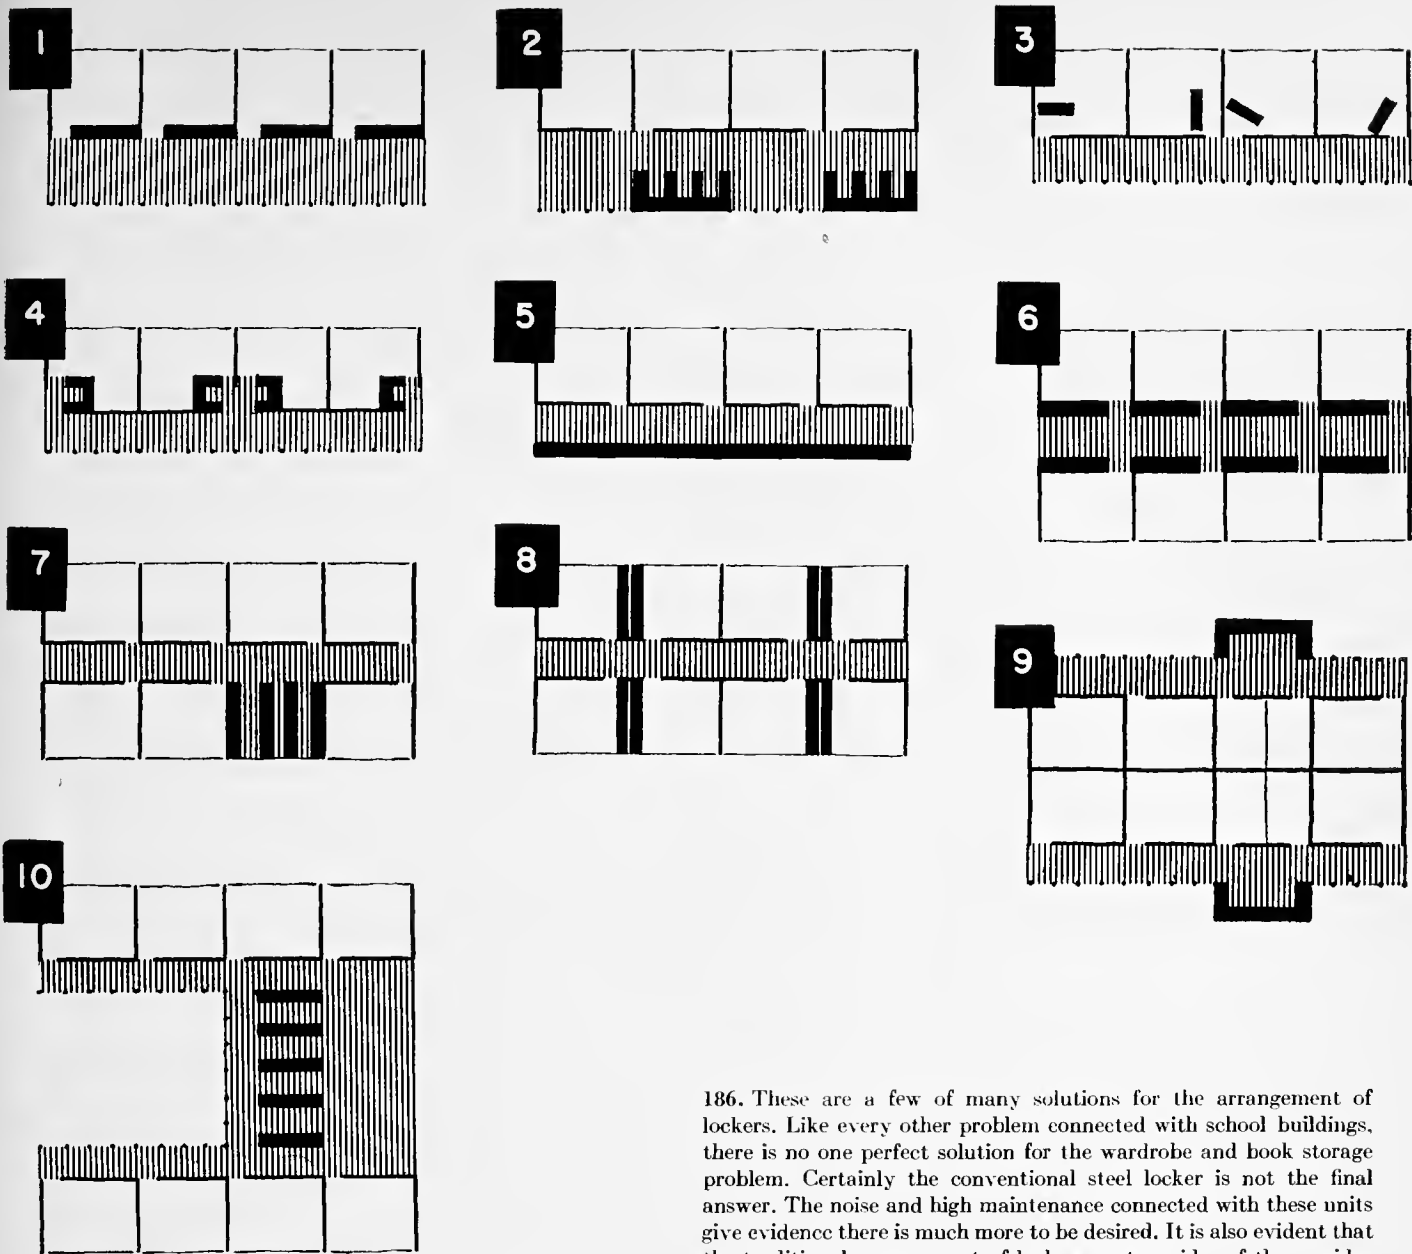 1
2
3
4
5
6
7
8
9
10
186. These are a few of many solutions for the arrangement of
lockers. Like every other problem connected with school buildings,
there is no one perfect solution for the wardrobe and book storage
problem. Certainly the conventional steel locker is not the final
answer. The noise and high maintenance connected with these units
give evidence there is much more to be desired. It is also evident that